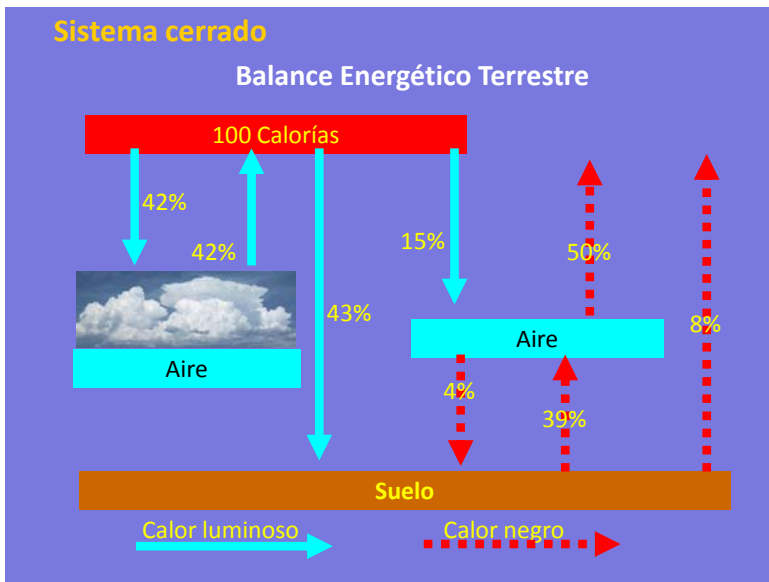 Sistema cerrado
Balance Energético Terrestre
100 Calorías
42%
42%
43%
15%
50%
8%
Aire
Aire
4%
39%
Suelo
Calor luminoso
Calor negro